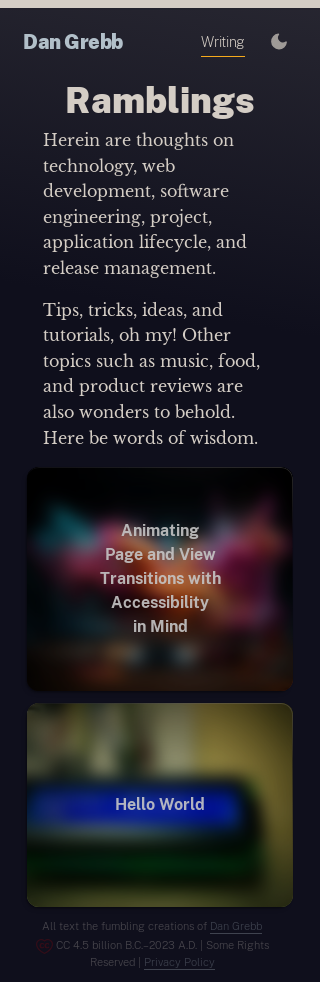 Dan Grebb
Writing
Ramblings
Herein are thoughts on
technology, web
development, software
engineering, project,
application lifecycle, and
release management.
Tips, tricks, ideas, and
tutorials, oh my! Other
topics such as music, food,
and product reviews are
also wonders to behold.
Here be words of wisdom.
Animating
Page and View
Transitions with
Accessibility
in Mind
Hello World
All text the fumbling creations of Dan Grebb
CC 4.5 billion B.C.–2023 A.D. | Some Rights
Reserved | Privacy Policy